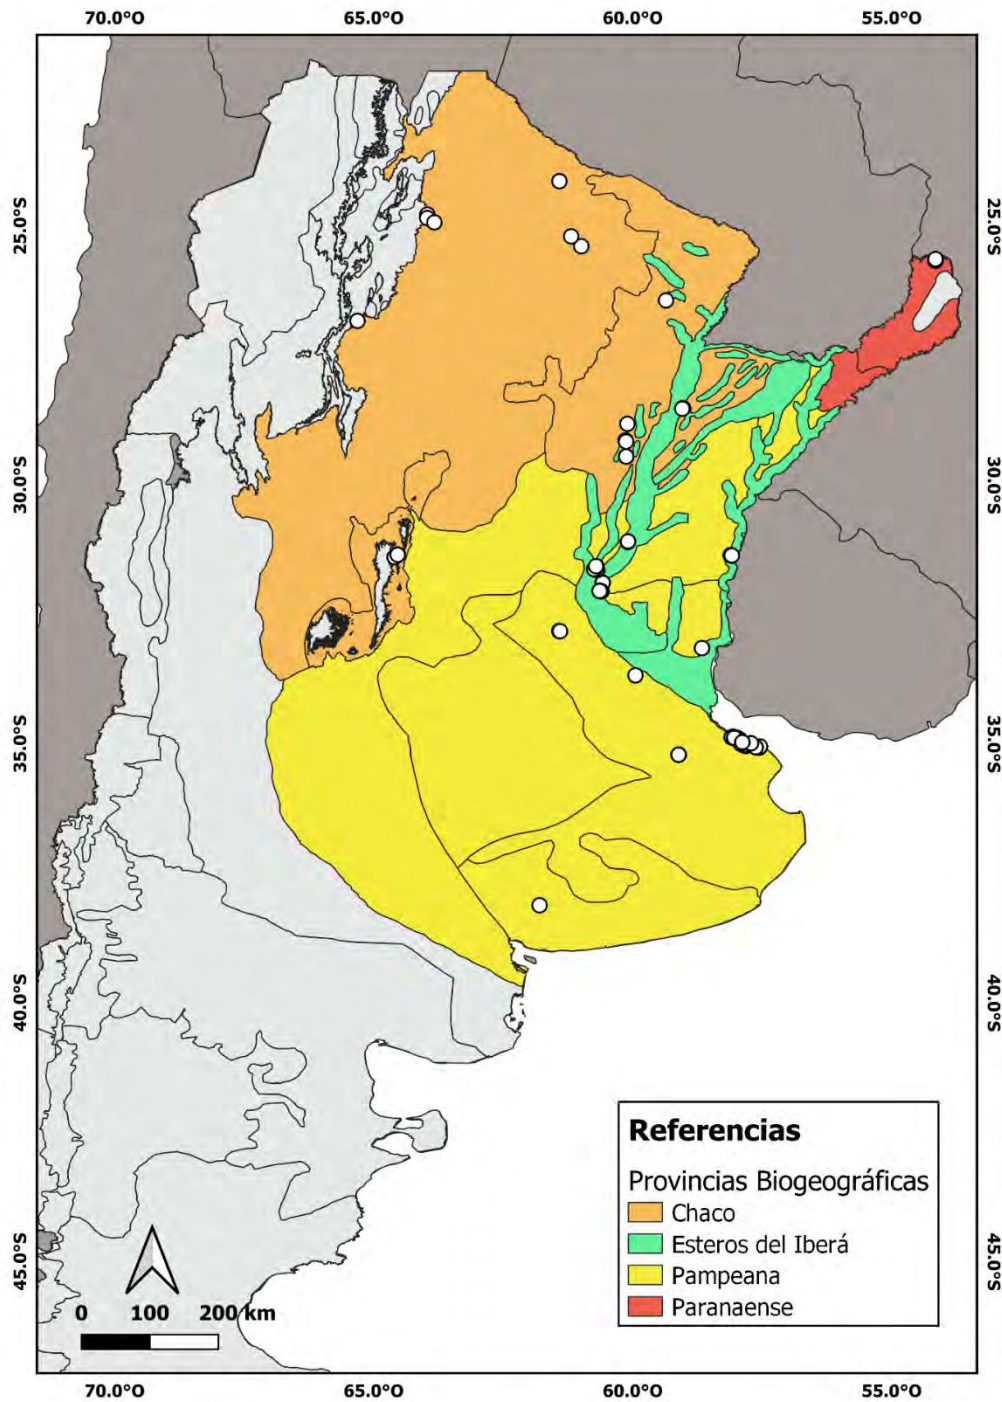 70.0°O 65.0°O 60.0°O 55.0°O
25.0°S 25.0°S
30.0°S 30.0°S
35.0°S 35.0°S
40.0°S 40.0°S
45.0°S 45.0°S
Referencias
Provincias Biogeográficas
Chaco
Esteros del Iberá
Pampeana
Paranaense
0 100 200 km
70.0°O 65.0°O 60.0°O 55.0°O